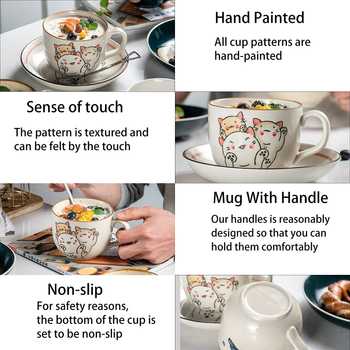 Hand Painted
All cup patterns are
hand-painted
Sense of touch
The pattern is textured and
can be felt by the touch
Mug With Handle
Our handles is reasonably
designed so that you can
hold them comfortably
Non-slip
For safety reasons,
the bottom of the cup is
set to be non-slip